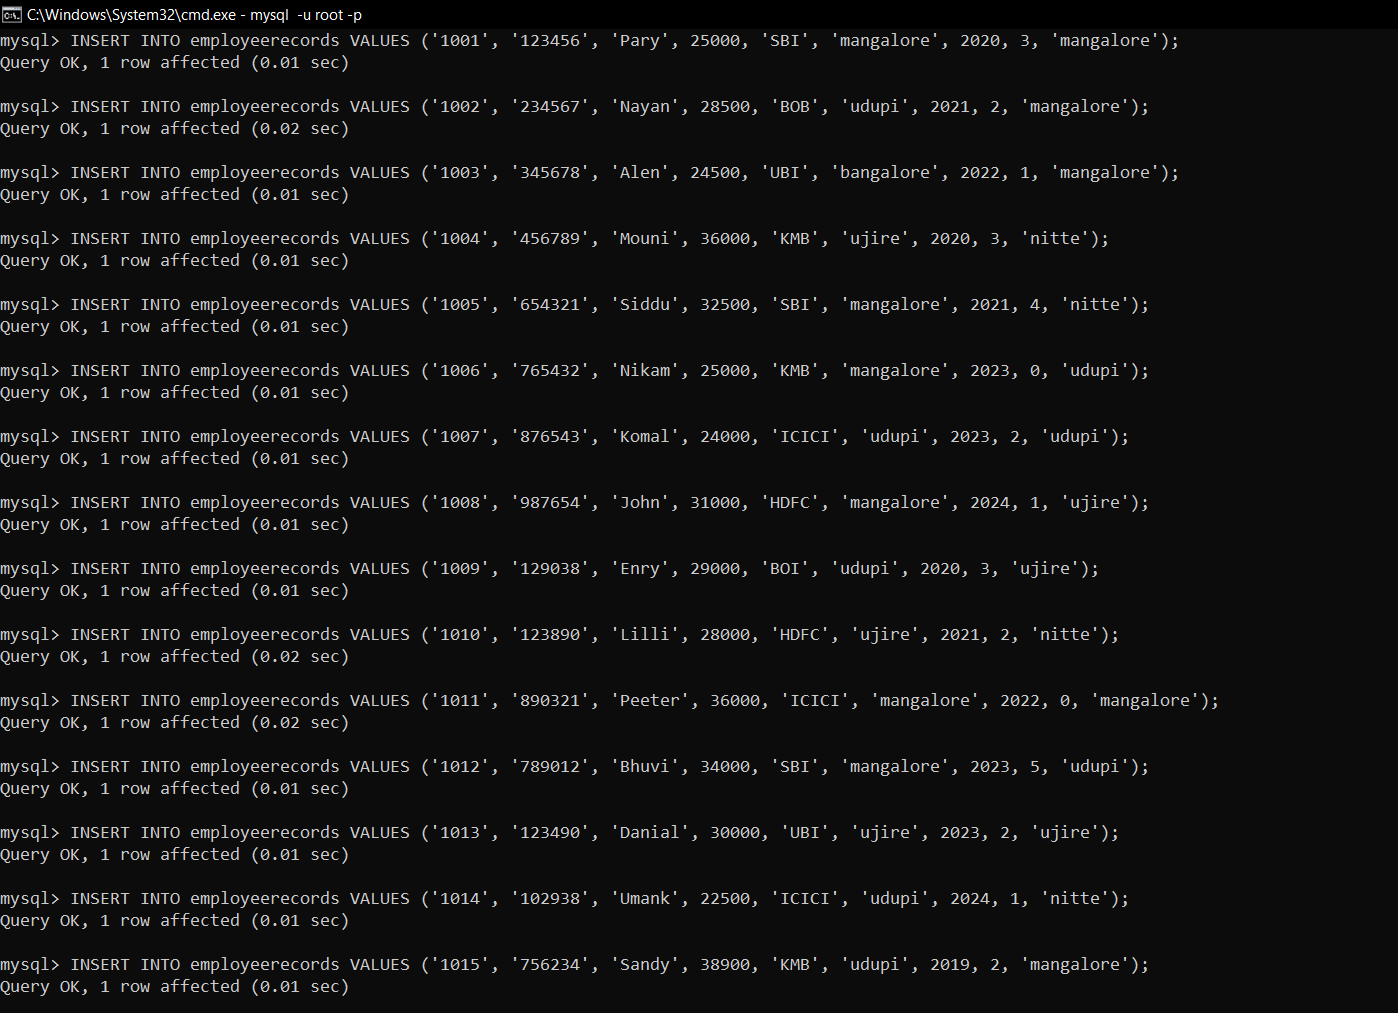 C:\Windows\System32\cmd.exe - mysql -u root -p
mysql> INSERT INTO employeerecords VALUES ('1001', '123456', 'Pary', 25000, 'SBI', 'mangalore', 2020, 3, 'mangalore');
Query OK, 1 row affected (0.01 sec)
mysql> INSERT INTO employeerecords VALUES ('1002', '234567', 'Nayan', 28500, 'BOB', 'udupi', 2021, 2, 'mangalore');
Query OK, 1 row affected (0.02 sec)
mysql> INSERT INTO employeerecords VALUES ('1003', '345678', 'Alen', 24500, 'UBI', 'bangalore', 2022, 1, 'mangalore');
Query OK, 1 row affected (0.01 sec)
mysql> INSERT INTO employeerecords VALUES ('1004', '456789', 'Mouni', 36000, 'KMB', 'ujire', 2020, 3, 'nitte');
Query OK, 1 row affected (0.01 sec)
mysql> INSERT INTO employeerecords VALUES ('1005', '654321', 'Siddu', 32500, 'SBI', 'mangalore', 2021, 4, 'nitte');
Query OK, 1 row affected (0.01 sec)
mysql> INSERT INTO employeerecords VALUES ('1006', '765432', 'Nikam', 25000, 'KMB', 'mangalore', 2023, 0, 'udupi');
Query OK, 1 row affected (0.01 sec)
mysql> INSERT INTO employeerecords VALUES ('1007', '876543', 'Komal', 24000, 'ICICI', 'udupi', 2023, 2, 'udupi');
Query OK, 1 row affected (0.01 sec)
mysql> INSERT INTO employeerecords VALUES ('1008', '987654', 'John', 31000, 'HDFC', 'mangalore', 2024, 1, 'ujire');
Query OK, 1 row affected (0.01 sec)
mysql> INSERT INTO employeerecords VALUES ('1009', '129038', 'Enry', 29000, 'BOI', 'udupi', 2020, 3, 'ujire');
Query OK, 1 row affected (0.01 sec)
mysql> INSERT INTO employeerecords VALUES ('1010', '123890', 'Lilli', 28000, 'HDFC', 'ujire', 2021, 2, 'nitte');
Query OK, 1 row affected (0.02 sec)
mysql> INSERT INTO employeerecords VALUES ('1011', '890321', 'Peeter', 36000, 'ICICI', 'mangalore', 2022, 0, 'mangalore');
Query OK, 1 row affected (0.02 sec)
mysql> INSERT INTO employeerecords VALUES ('1012', '789012', 'Bhuvi', 34000, 'SBI', 'mangalore', 2023, 5, 'udupi');
Query OK, 1 row affected (0.01 sec)
mysql> INSERT INTO employeerecords VALUES ('1013', '123490', 'Danial', 30000, 'UBI', 'ujire', 2023, 2, 'ujire');
Query OK, 1 row affected (0.01 sec)
mysql> INSERT INTO employeerecords VALUES ('1014', '102938', 'Umank', 22500, 'ICICI', 'udupi', 2024, 1, 'nitte');
Query OK, 1 row affected (0.01 sec)
mysql> INSERT INTO employeerecords VALUES ('1015', '756234', 'Sandy', 38900, 'KMB', 'udupi', 2019, 2, 'mangalore');
Query OK, 1 row affected (0.01 sec)